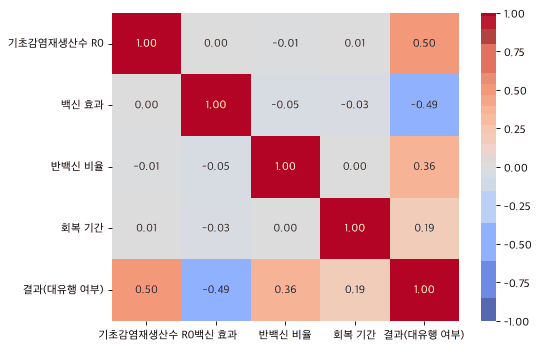 기초감염재생산수 R0 1.00 0.00 -0.01 0.01 0.50
백신 효과 0.00 1.00 -0.05 -0.03 -0.49
반백신 비율 -0.01 -0.05 1.00 0.00 0.36
회복 기간 0.01 -0.03 0.00 1.00 0.19
결과(대유행 여부) 0.50 -0.49 0.36 0.19 1.00
기초감염재생산수 R0 백신 효과 반백신 비율 회복 기간 결과(대유행 여부)
1.00
0.75
0.50
0.25
0.00
-0.25
-0.50
-0.75
-1.00